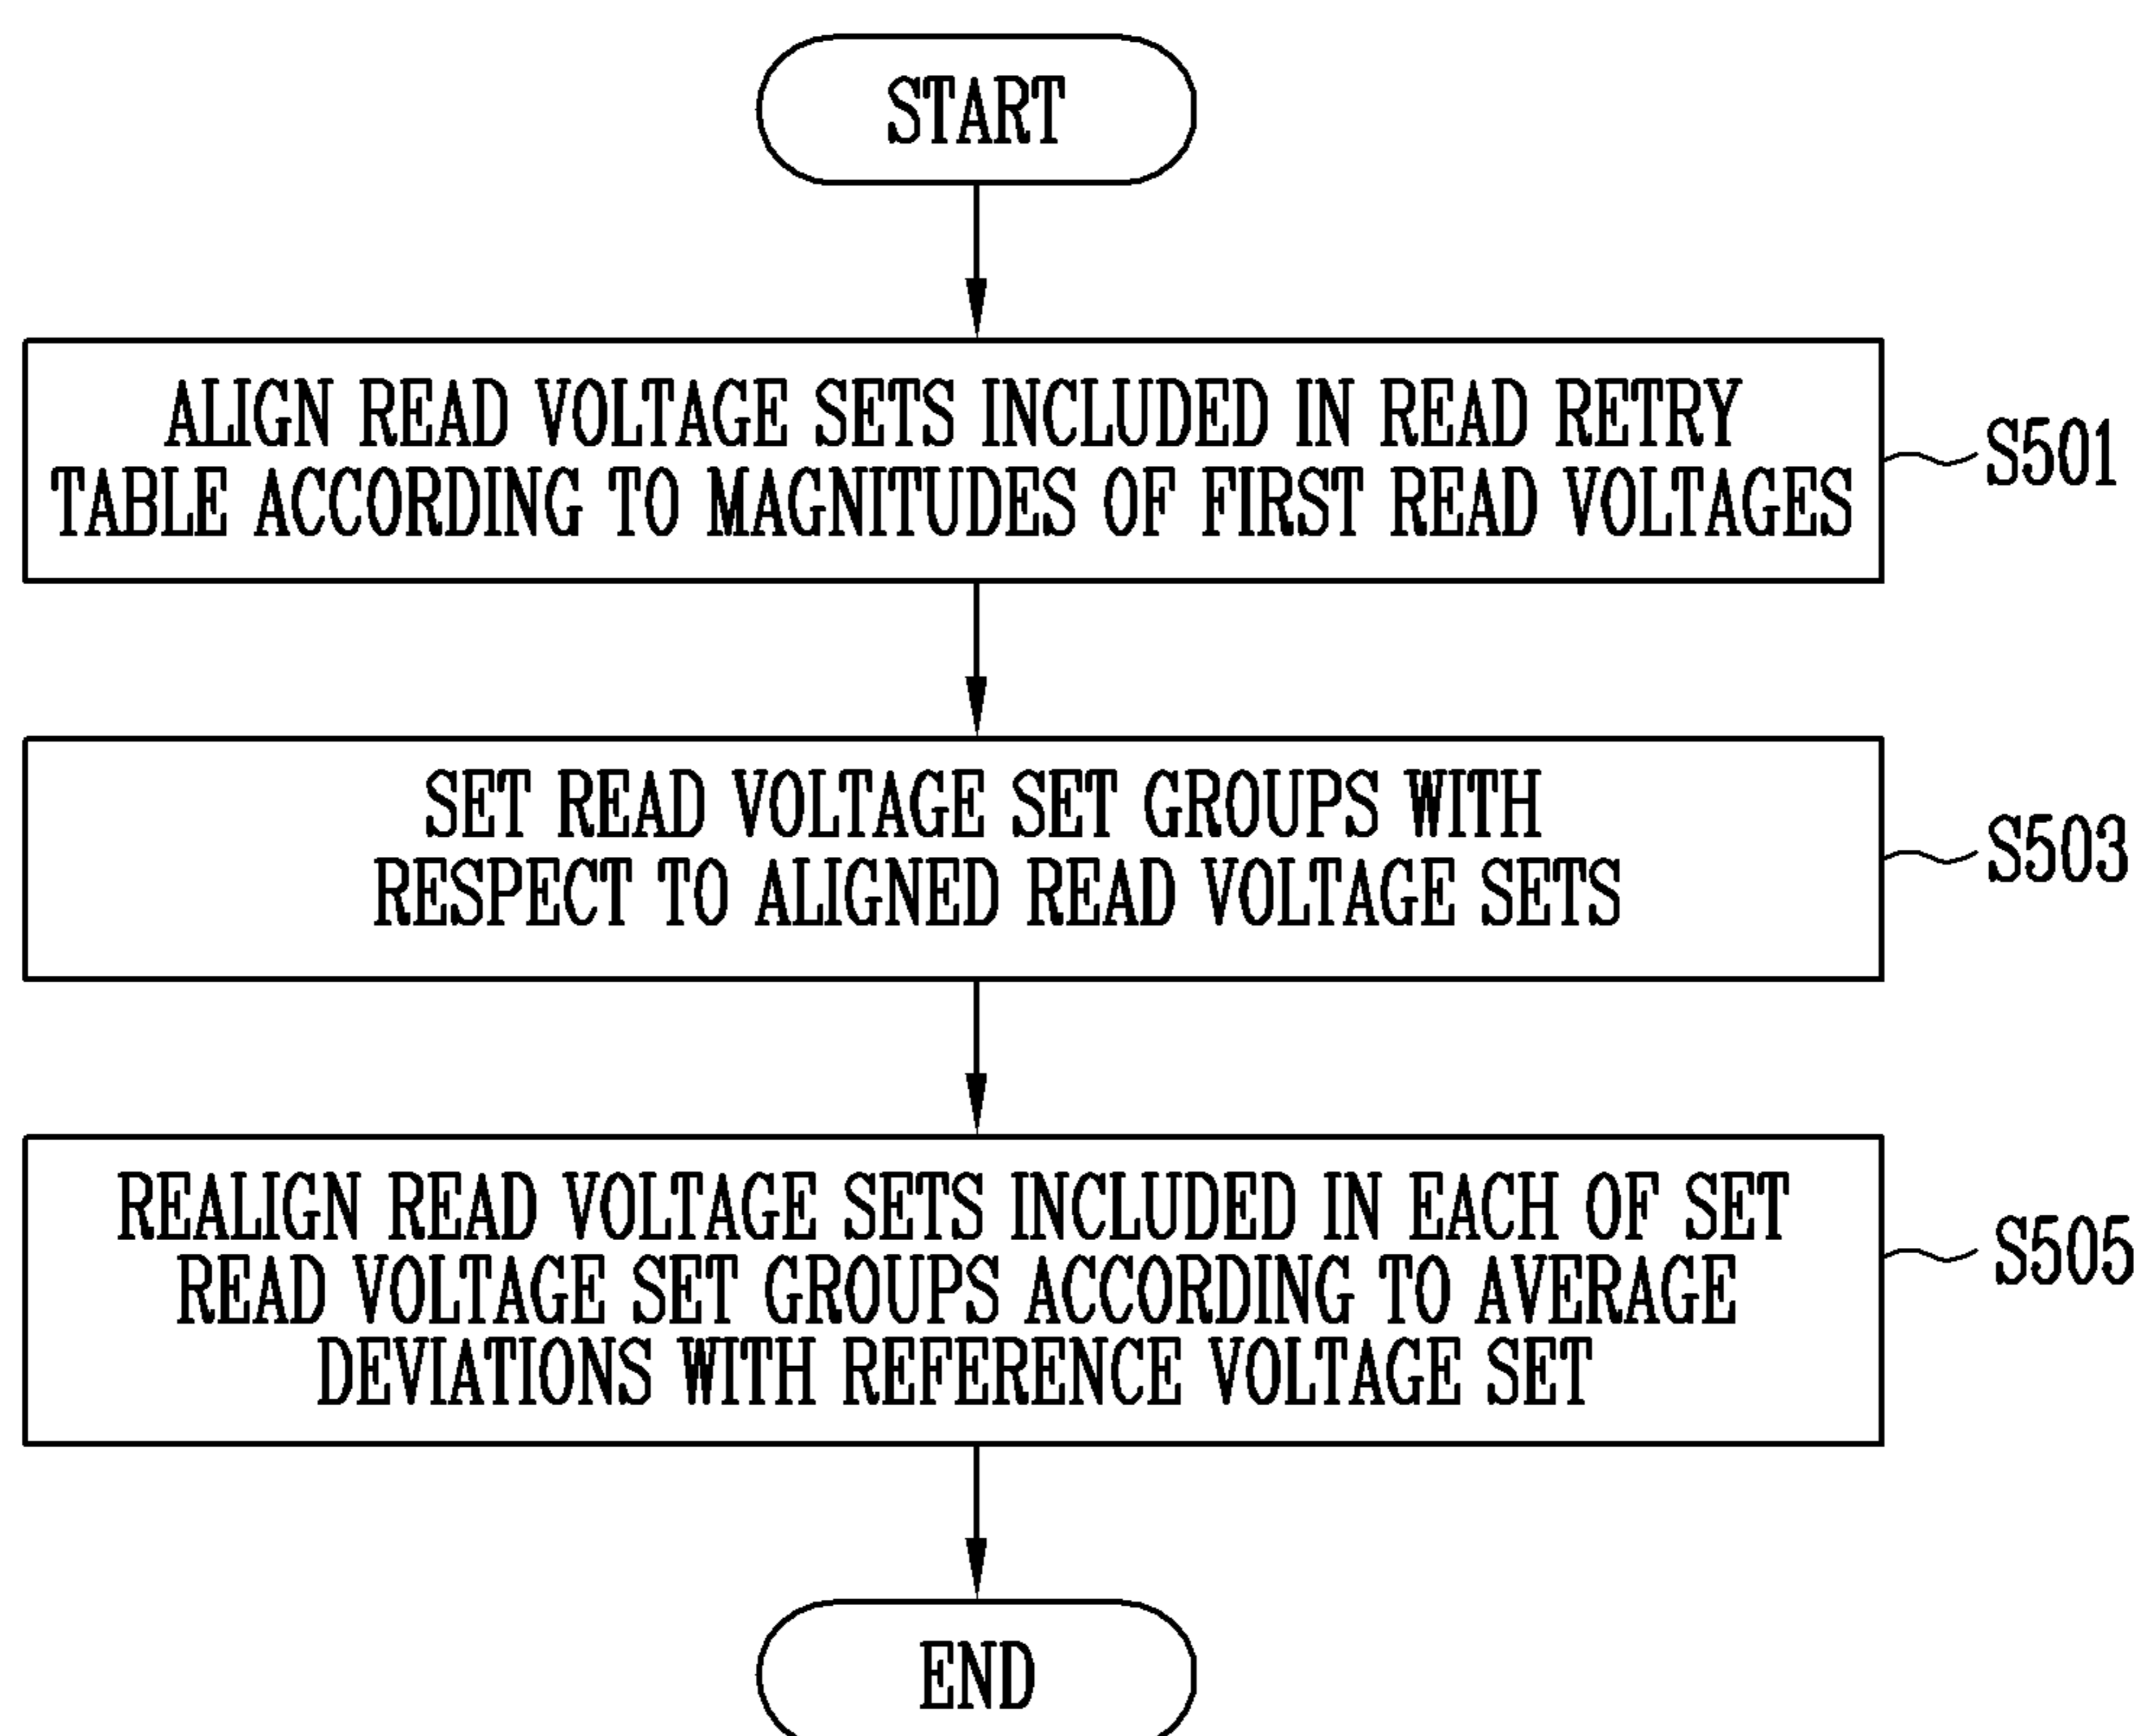 START
ALIGN READ VOLTAGE SETS INCLUDED IN READ RETRY
TABLE ACCORDING TO MAGNITUDES OF FIRST READ VOLTAGES
S501
SET READ VOLTAGE SET GROUPS WITH
RESPECT TO ALIGNED READ VOLTAGE SETS
S503
REALIGN READ VOLTAGE SETS INCLUDED IN EACH OF SET
READ VOLTAGE SET GROUPS ACCORDING TO AVERAGE
DEVIATIONS WITH REFERENCE VOLTAGE SET
S505
END